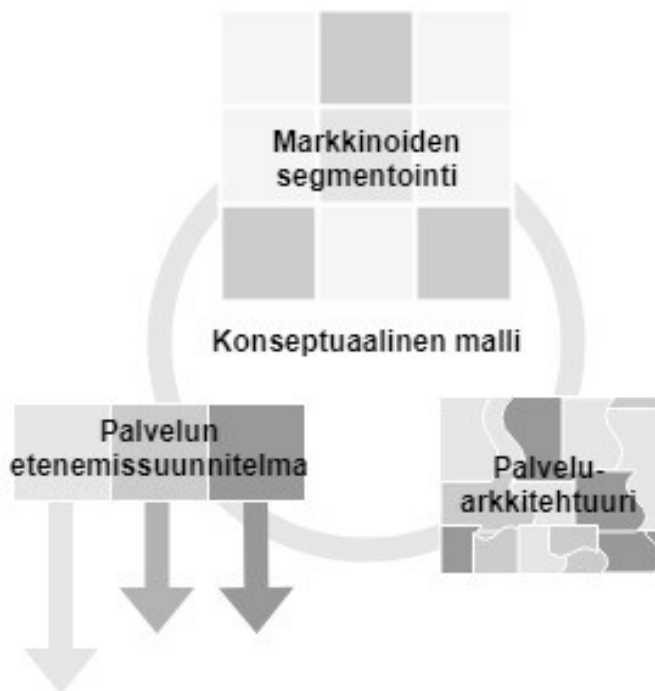 Markkinoiden
segmentointi
Konseptuaalinen malli
Palvelun
etenemissuunnitelma
Palvelu-
arkkitehtuuri